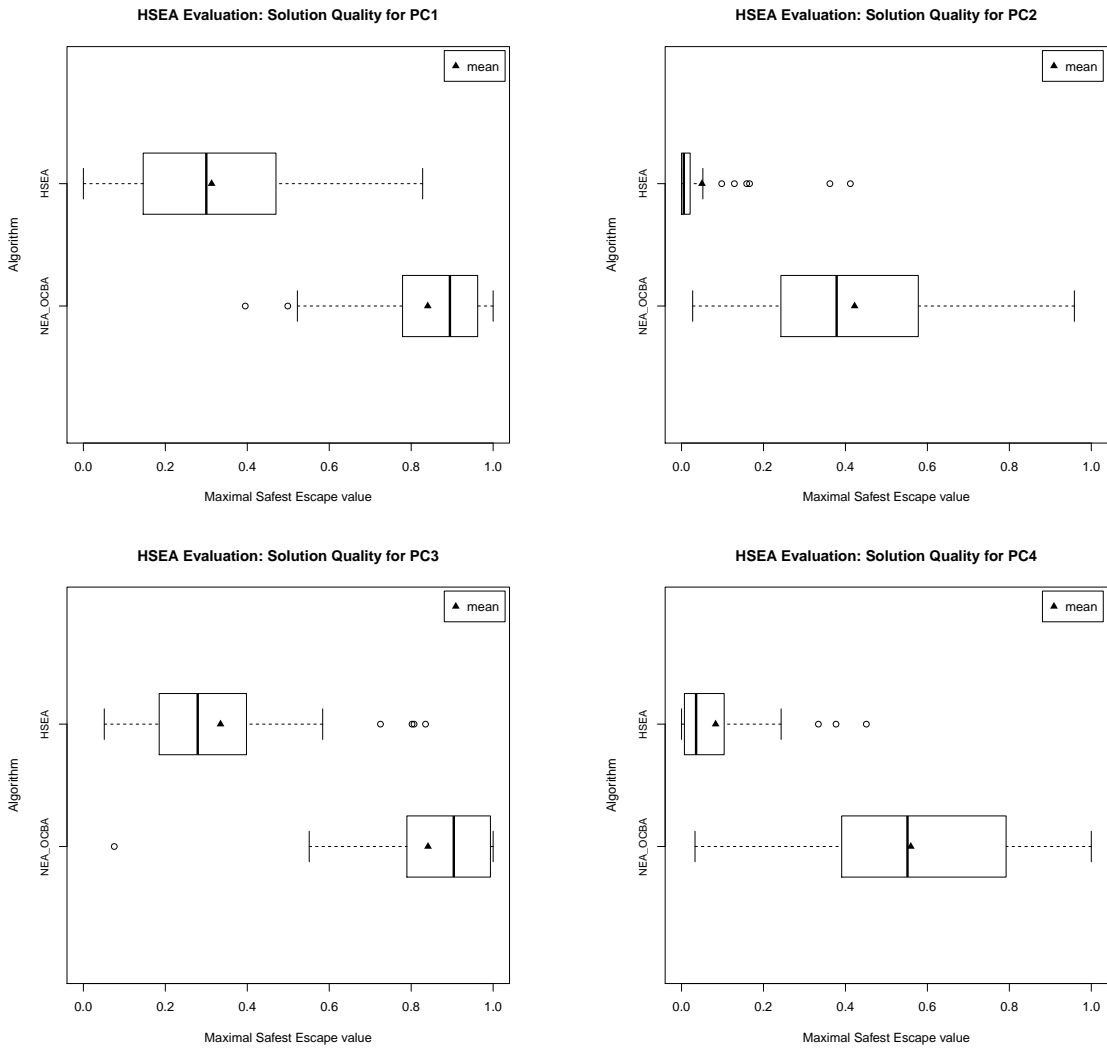 HSEA Evaluation: Solution Quality for PC1
mean
HSEA
NEA_OCBA
Algorithm
0.0 0.2 0.4 0.6 0.8 1.0
Maximal Safest Escape value
HSEA Evaluation: Solution Quality for PC2
mean
HSEA
NEA_OCBA
Algorithm
0.0 0.2 0.4 0.6 0.8 1.0
Maximal Safest Escape value
HSEA Evaluation: Solution Quality for PC3
mean
HSEA
NEA_OCBA
Algorithm
0.0 0.2 0.4 0.6 0.8 1.0
Maximal Safest Escape value
HSEA Evaluation: Solution Quality for PC4
mean
HSEA
NEA_OCBA
Algorithm
0.0 0.2 0.4 0.6 0.8 1.0
Maximal Safest Escape value